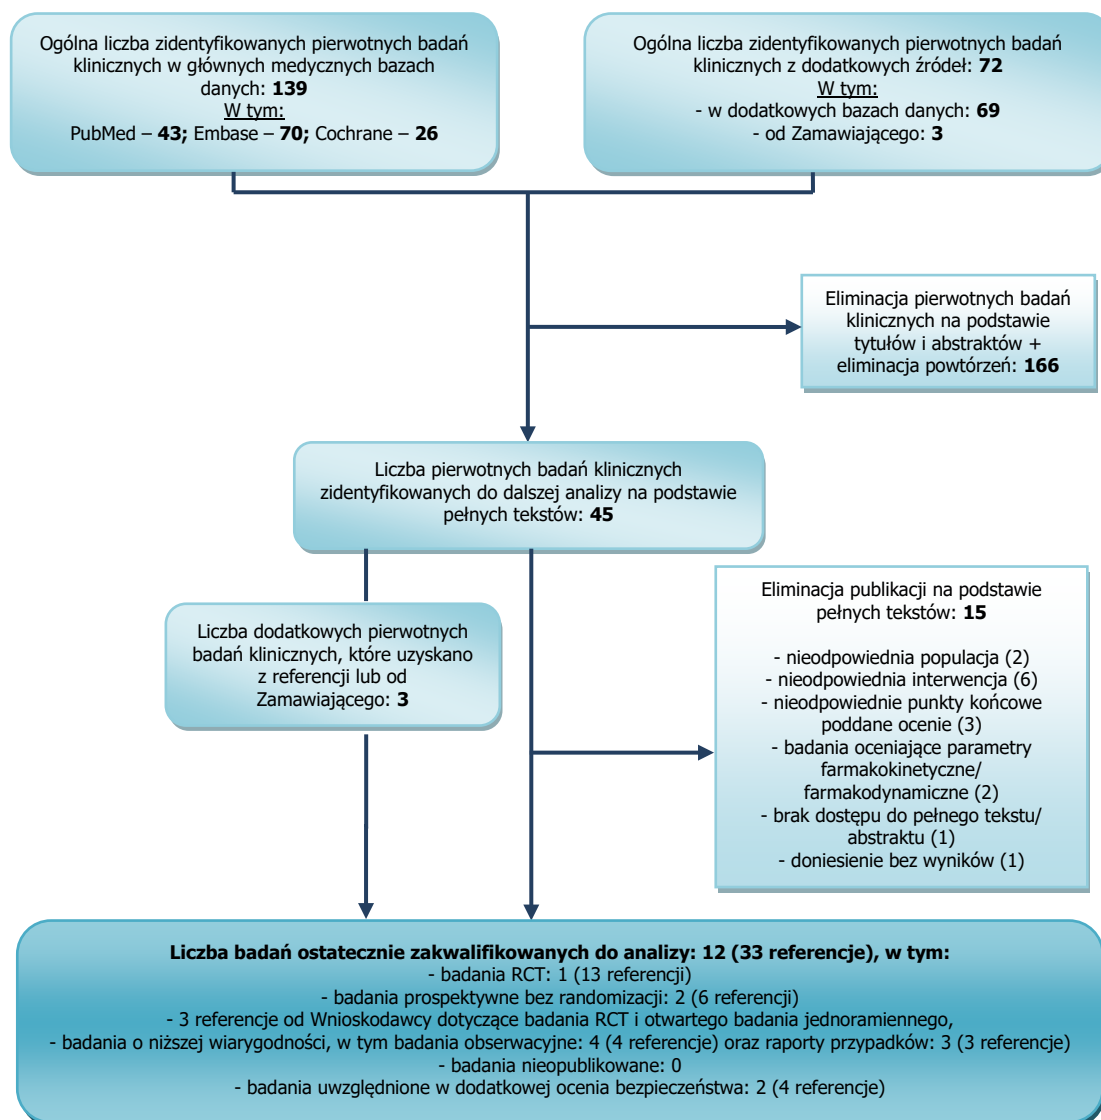 Ogólna liczba zidentyfikowanych pierwotnych badań
klinicznych w głównych medycznych bazach
danych: 139
W tym:
PubMed – 43; Embase – 70; Cochrane – 26
Ogólna liczba zidentyfikowanych pierwotnych badań
klinicznych z dodatkowych źródeł: 72
W tym:
- w dodatkowych bazach danych: 69
- od Zamawiającego: 3
Eliminacja pierwotnych badań
klinicznych na podstawie
tytułów i abstraktów +
eliminacja powtórzeń: 166
Liczba pierwotnych badań klinicznych
zidentyfikowanych do dalszej analizy na podstawie
pełnych tekstów: 45
Liczba dodatkowych pierwotnych
badań klinicznych, które uzyskano
z referencji lub od
Zamawiającego: 3
Eliminacja publikacji na podstawie
pełnych tekstów: 15
- nieodpowiednia populacja (2)
- nieodpowiednia interwencja (6)
- nieodpowiednie punkty końcowe
poddane ocenie (3)
- badania oceniające parametry
farmakokinetyczne/
farmakodynamiczne (2)
- brak dostępu do pełnego tekstu/
abstraktu (1)
- doniesienie bez wyników (1)
Liczba badań ostatecznie zakwalifikowanych do analizy: 12 (33 referencje), w tym:
- badania RCT: 1 (13 referencji)
- badania prospektywne bez randomizacji: 2 (6 referencji)
- 3 referencje od Wnioskodawcy dotyczące badania RCT i otwartego badania jednoramiennego,
- badania o niższej wiarygodności, w tym badania obserwacyjne: 4 (4 referencje) oraz raporty przypadków: 3 (3 referencje)
- badania nieopublikowane: 0
- badania uwzględnione w dodatkowej ocenia bezpieczeństwa: 2 (4 referencje)